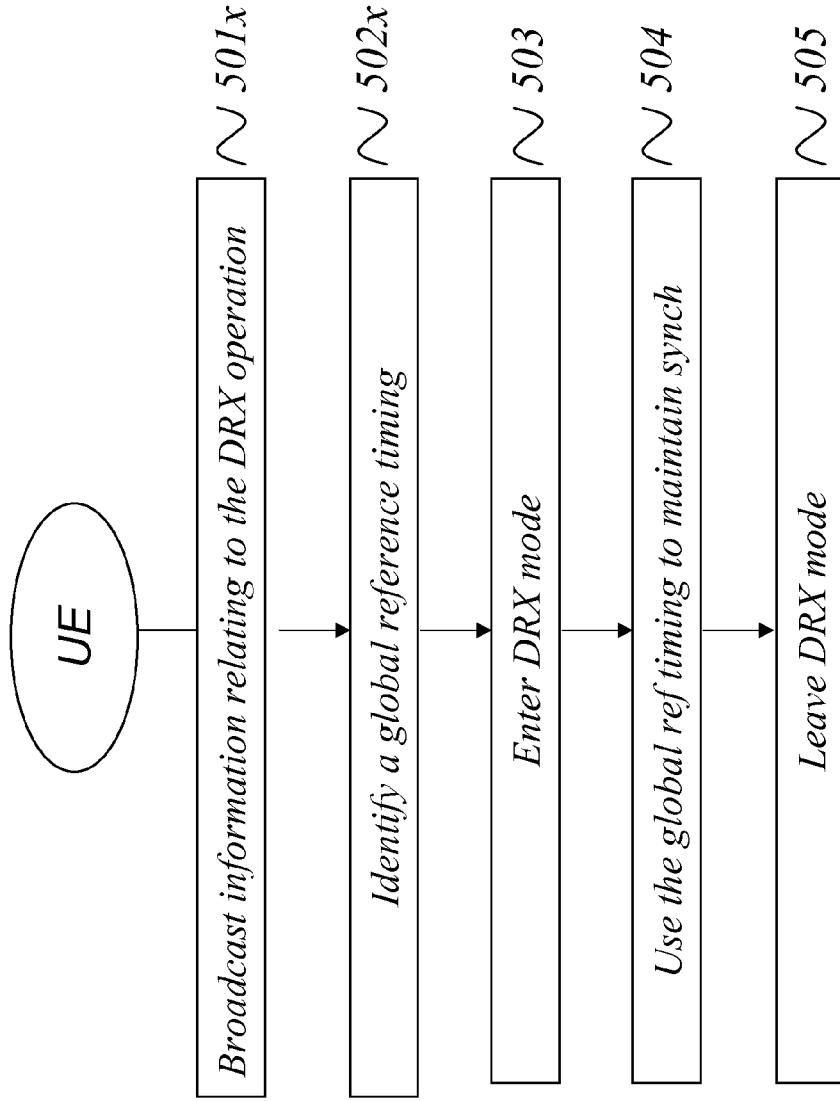 UE
Broadcast information relating to the DRX operation 501x
Identify a global reference timing 502x
Enter DRX mode 503
Use the global ref timing to maintain synch 504
Leave DRX mode 505